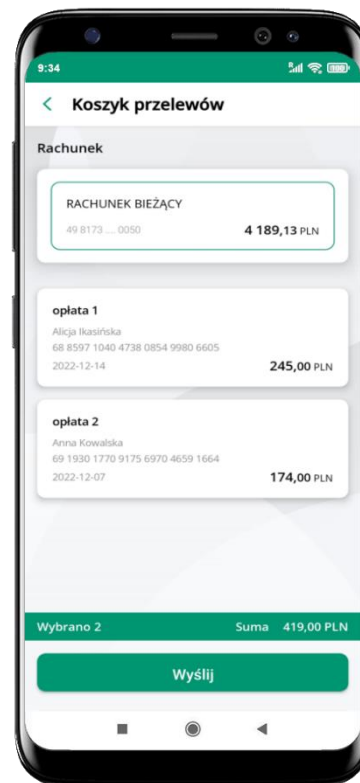 9:34
100
Koszyk przelewów
Rachunek
RACHUNEK BIEŻĄCY
49 8173 .... 0050 4 189,13 PLN
opłata 1
Alicja Ikasińska
68 8597 1040 4738 0854 9980 6605
2022-12-14 245,00 PLN
opłata 2
Anna Kowalska
69 1930 1770 9175 6970 4659 1664
2022-12-07 174,00 PLN
Wybrano 2 Suma 419,00 PLN
Wyślij